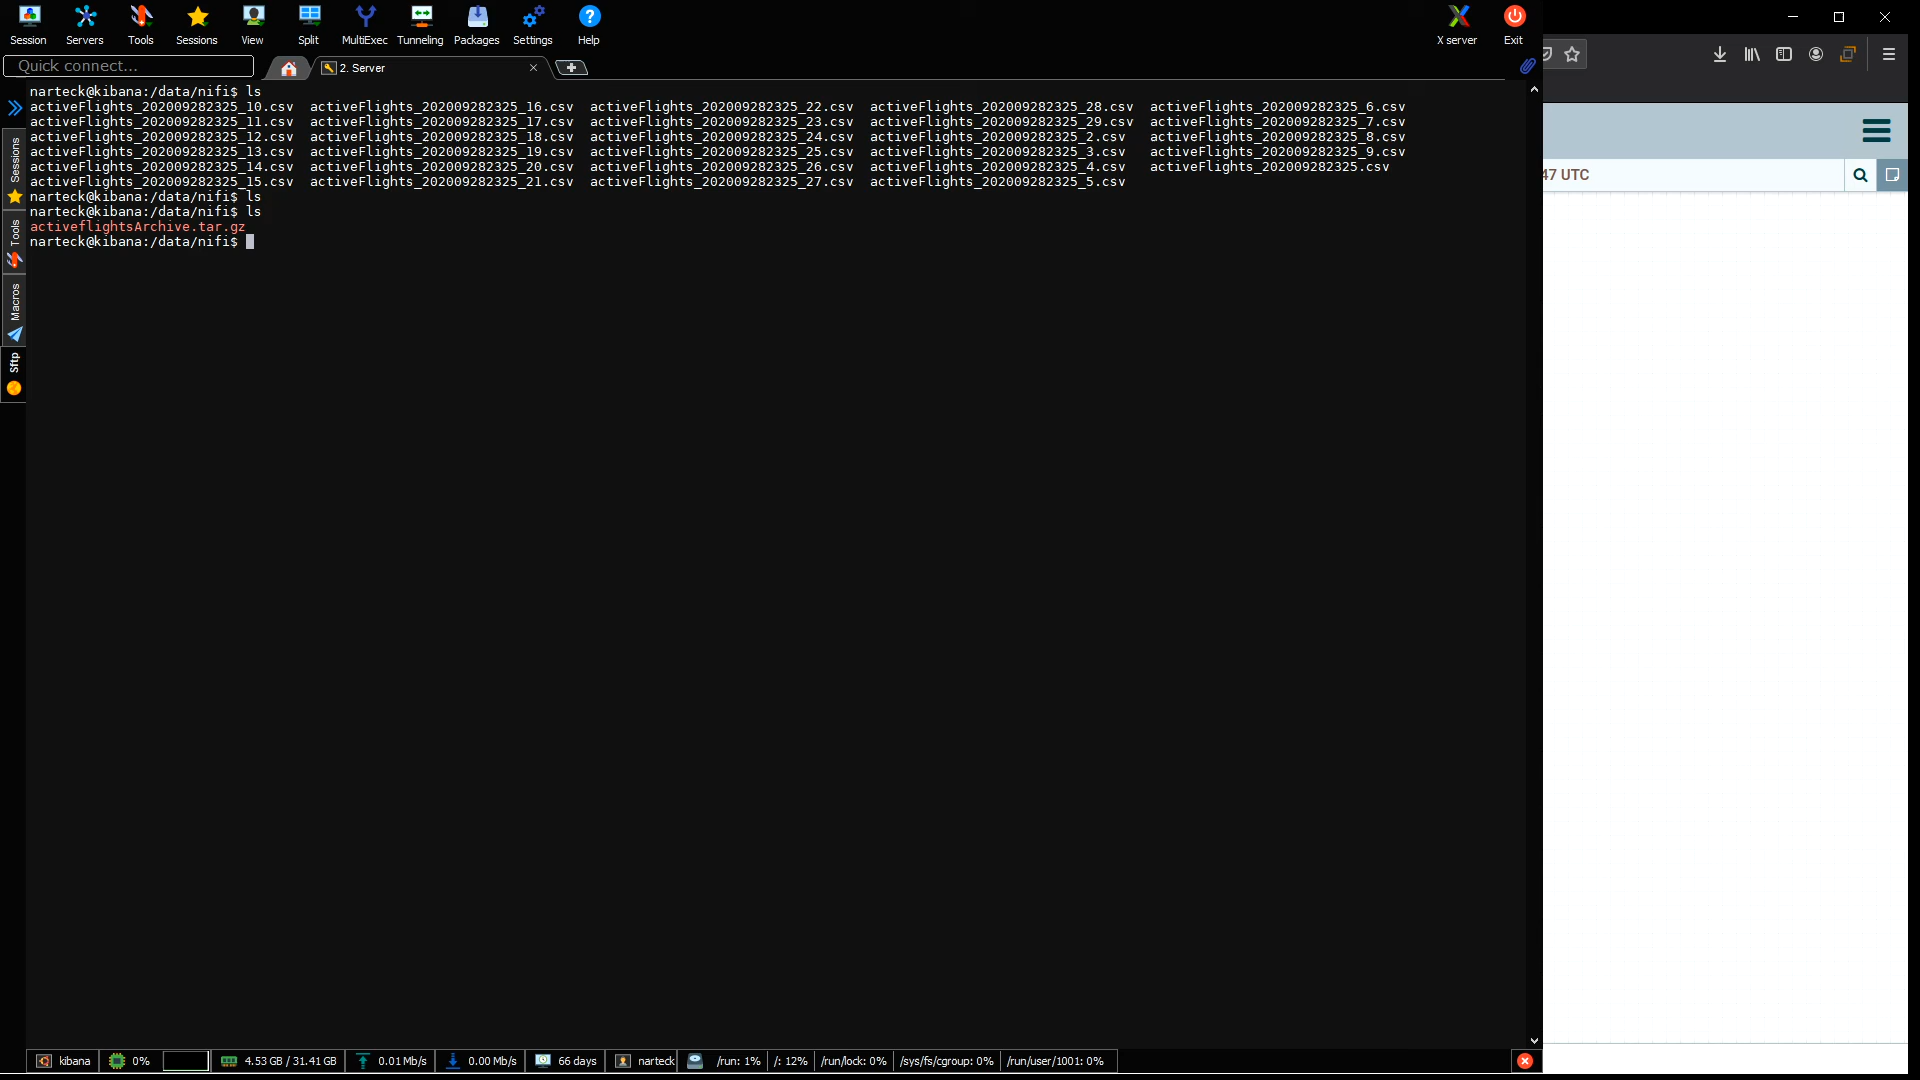 Session Servers Tools Sessions View Split MultiExec Tunneling Packages Settings Help X server Exit
Quick connect...
2. Server
narteck@kibana:/data/nifi$ ls
activeFlights_202009282325_10.csv activeFlights_202009282325_16.csv activeFlights_202009282325_22.csv activeFlights_202009282325_28.csv activeFlights_202009282325_6.csv
activeFlights_202009282325_11.csv activeFlights_202009282325_17.csv activeFlights_202009282325_23.csv activeFlights_202009282325_29.csv activeFlights_202009282325_7.csv
activeFlights_202009282325_12.csv activeFlights_202009282325_18.csv activeFlights_202009282325_24.csv activeFlights_202009282325_2.csv activeFlights_202009282325_8.csv
activeFlights_202009282325_13.csv activeFlights_202009282325_19.csv activeFlights_202009282325_25.csv activeFlights_202009282325_3.csv activeFlights_202009282325_9.csv
activeFlights_202009282325_14.csv activeFlights_202009282325_20.csv activeFlights_202009282325_26.csv activeFlights_202009282325_4.csv activeFlights_202009282325.csv
activeFlights_202009282325_15.csv activeFlights_202009282325_21.csv activeFlights_202009282325_27.csv activeFlights_202009282325_5.csv
narteck@kibana:/data/nifi$ ls
narteck@kibana:/data/nifi$ ls
activeflightsArchive.tar.gz
narteck@kibana:/data/nifi$
Sessions
Tools
Macros
Sftp
47 UTC
kibana 0% 4.53 GB / 31.41 GB 0.01 Mb/s 0.00 Mb/s 66 days narteck /run: 1% /: 12% /run/lock: 0% /sys/fs/cgroup: 0% /run/user/1001: 0%